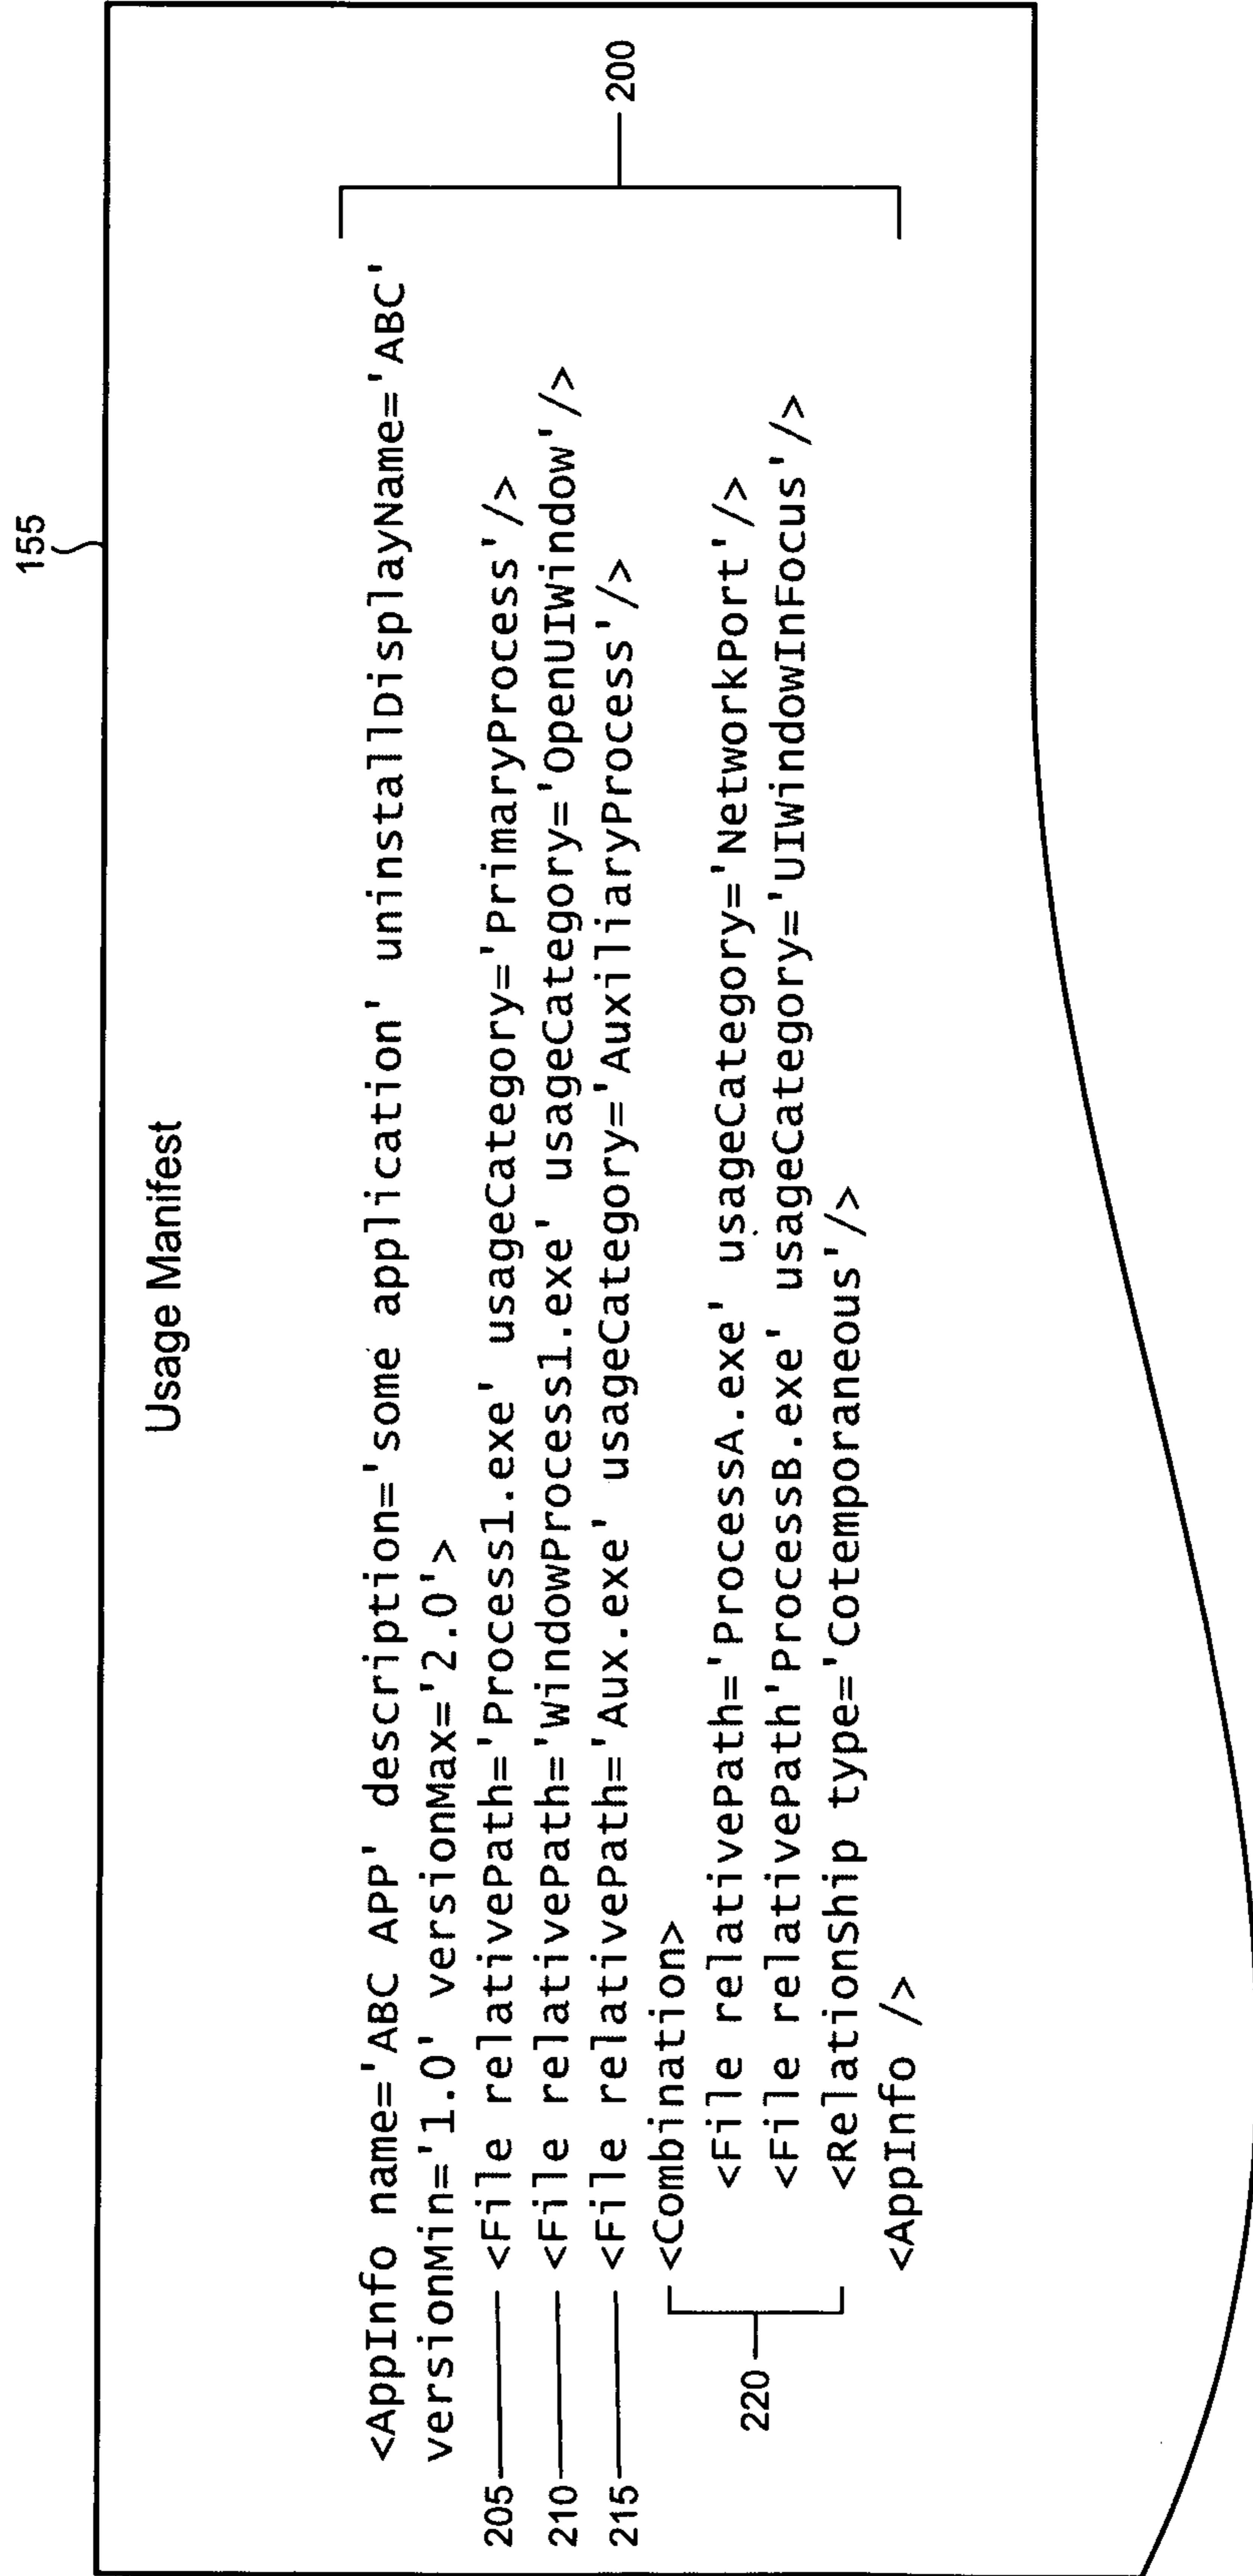 155
Usage Manifest
<AppInfo name='ABC APP' description='some application' uninstallDisplayName='ABC'
versionMin='1.0' versionMax='2.0'>
205 <File relativePath='Process1.exe' usageCategory='PrimaryProcess'/>
210 <File relativePath='WindowProcess1.exe' usageCategory='OpenUIWindow'/>
215 <File relativePath='Aux.exe' usageCategory='AuxiliaryProcess'/>
<Combination>
<File relativePath='ProcessA.exe' usageCategory='NetworkPort'/>
<File relativePath'ProcessB.exe' usageCategory='UIWindowInFocus'/>
<RelationShip type='Cotemporaneous'/>
<AppInfo />
220
200